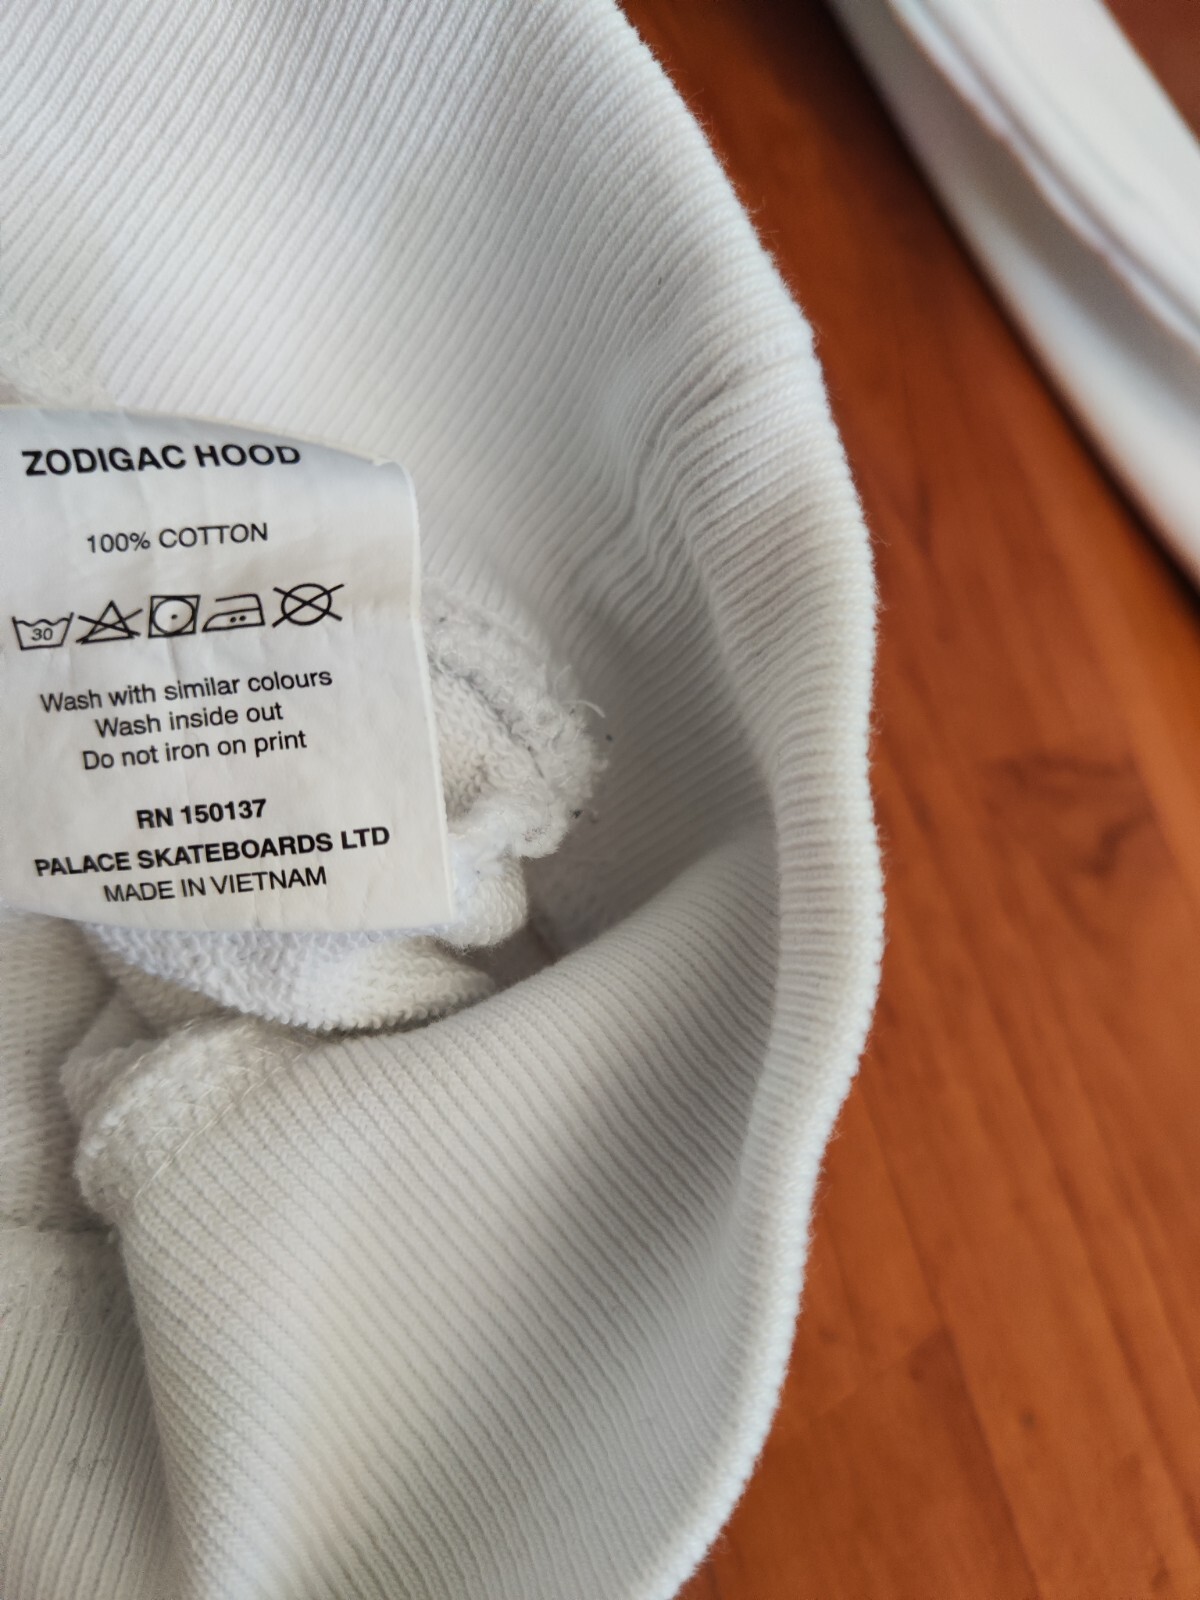 ZODIGAC HOOD
100% COTTON
30
Wash with similar colours
Wash inside out
Do not iron on print
RN 150137
PALACE SKATEBOARDS LTD
MADE IN VIETNAM